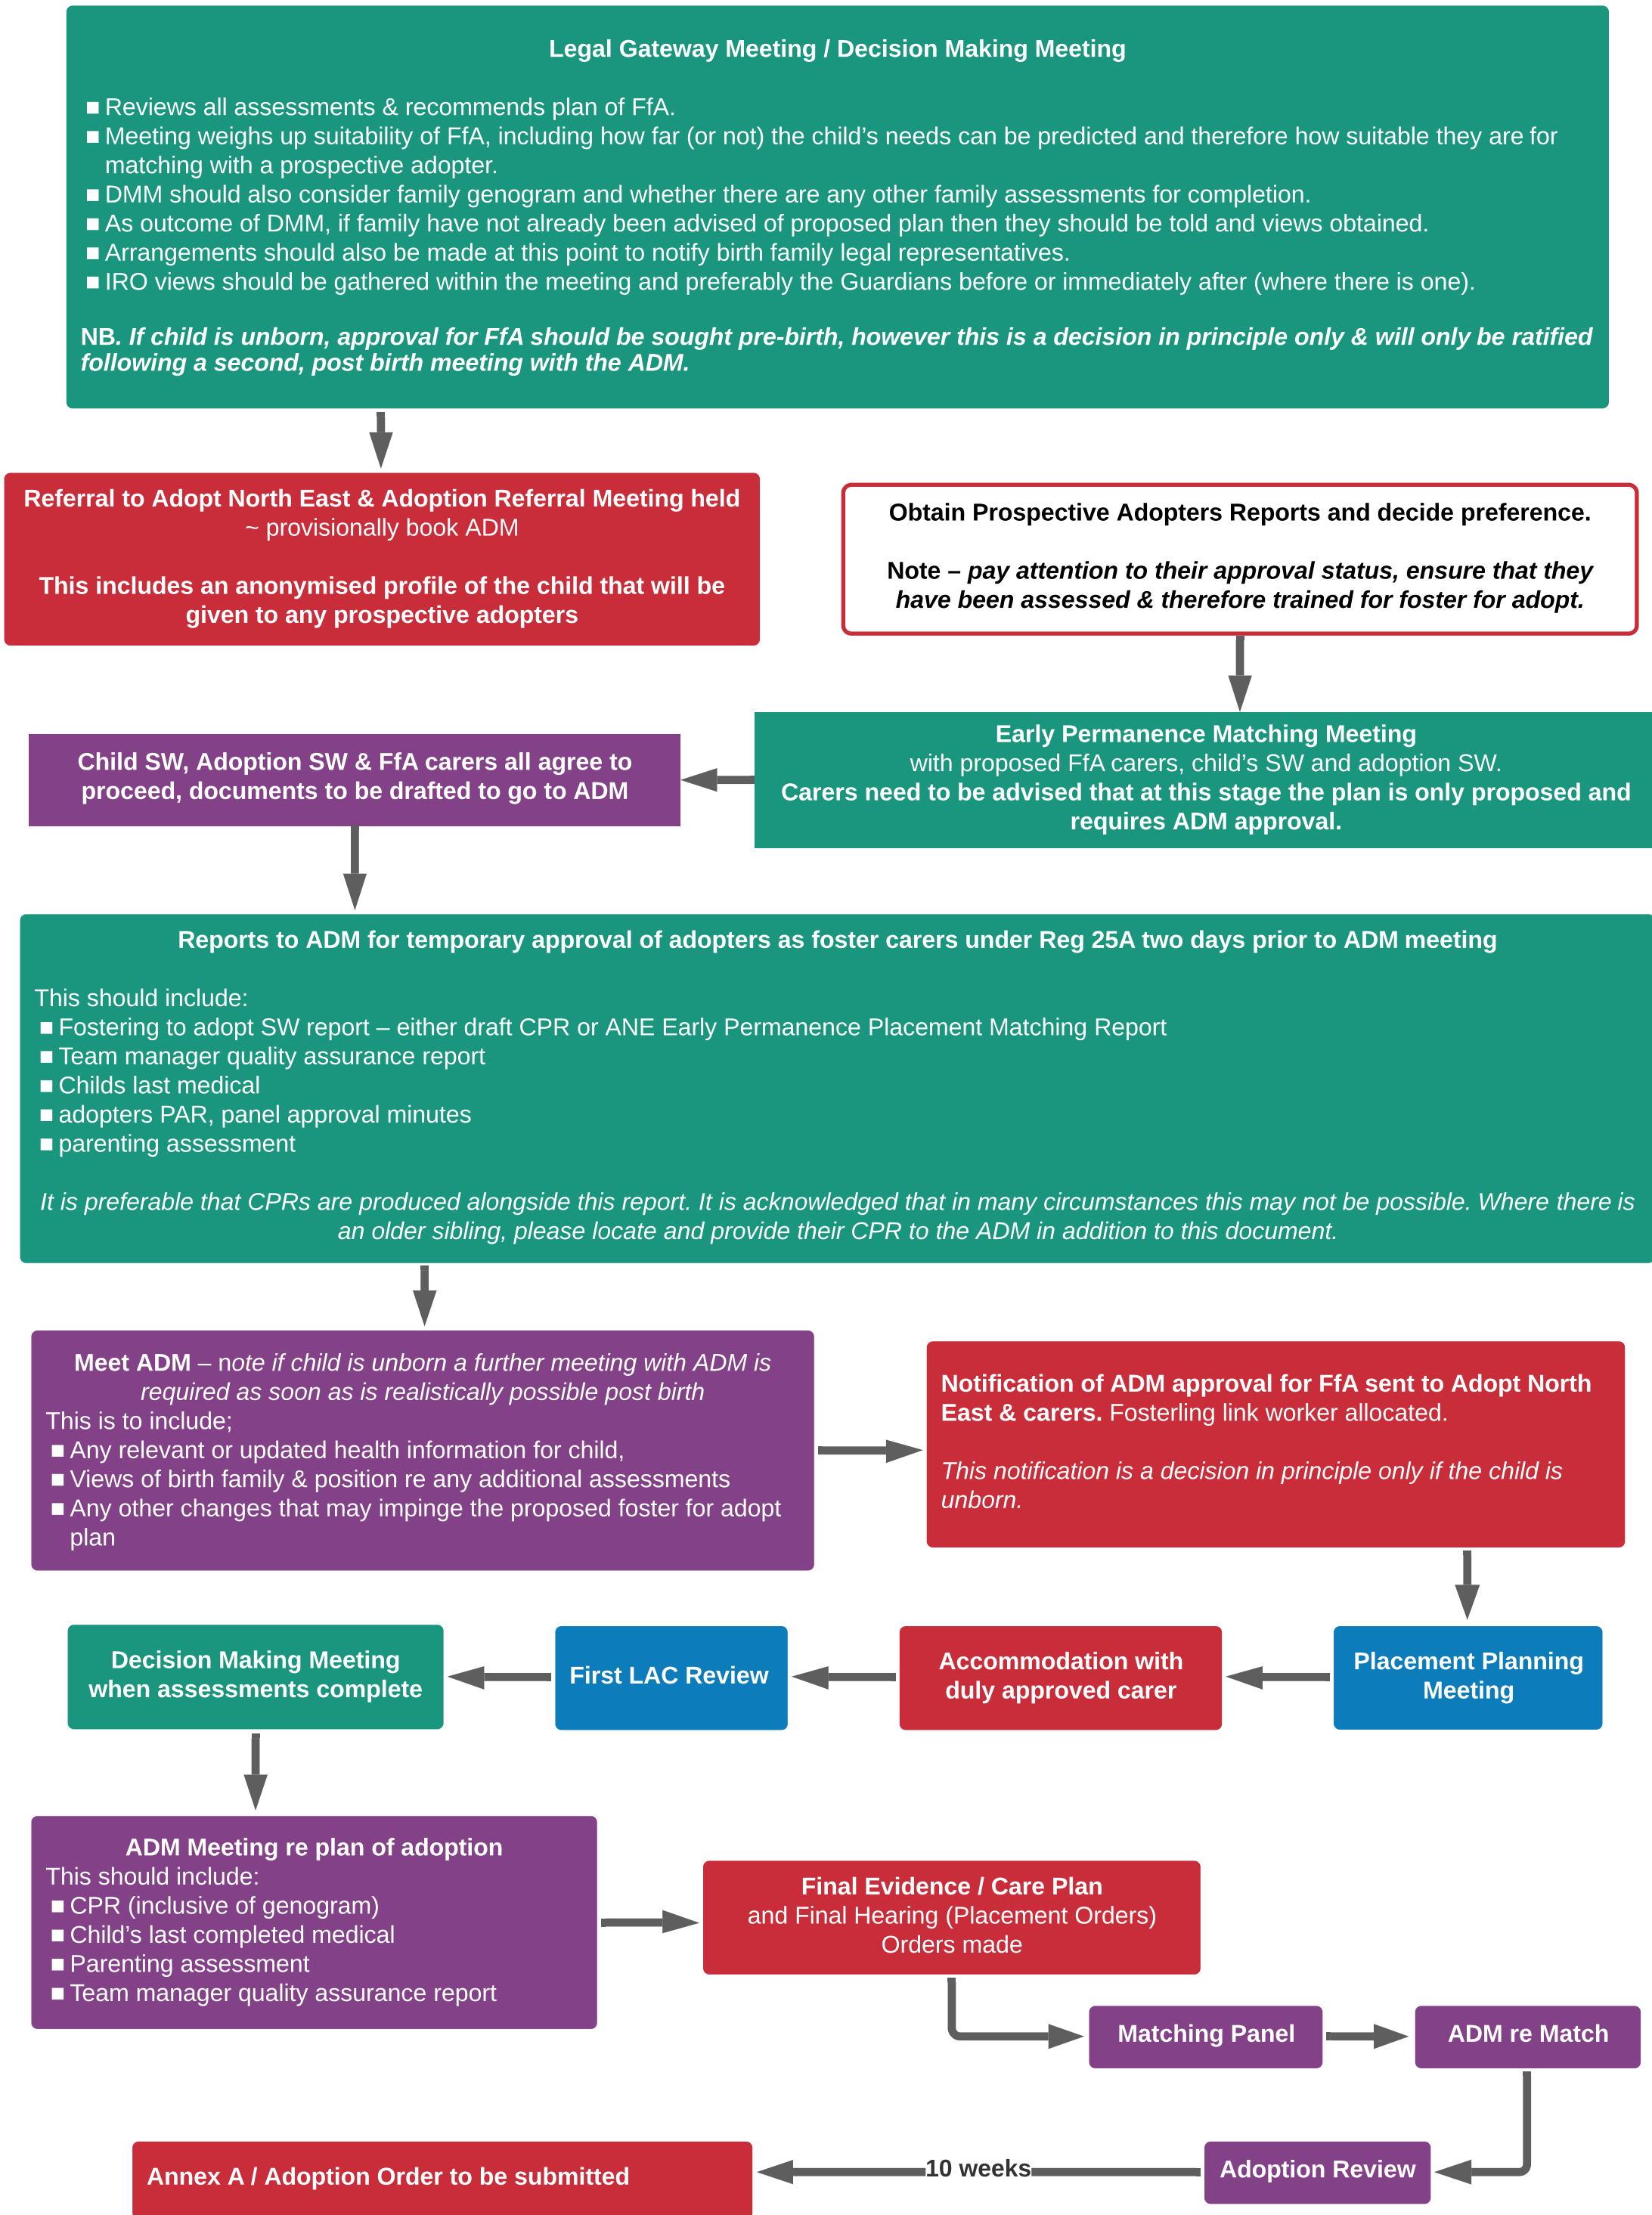 Legal Gateway Meeting / Decision Making Meeting
■ Reviews all assessments & recommends plan of FfA.
■ Meeting weighs up suitability of FfA, including how far (or not) the child’s needs can be predicted and therefore how suitable they are for
matching with a prospective adopter.
■ DMM should also consider family genogram and whether there are any other family assessments for completion.
■ As outcome of DMM, if family have not already been advised of proposed plan then they should be told and views obtained.
■ Arrangements should also be made at this point to notify birth family legal representatives.
■ IRO views should be gathered within the meeting and preferably the Guardians before or immediately after (where there is one).
NB. If child is unborn, approval for FfA should be sought pre-birth, however this is a decision in principle only & will only be ratified
following a second, post birth meeting with the ADM.
Referral to Adopt North East & Adoption Referral Meeting held
~ provisionally book ADM
This includes an anonymised profile of the child that will be
given to any prospective adopters
Obtain Prospective Adopters Reports and decide preference.
Note – pay attention to their approval status, ensure that they
have been assessed & therefore trained for foster for adopt.
Early Permanence Matching Meeting
with proposed FfA carers, child’s SW and adoption SW.
Carers need to be advised that at this stage the plan is only proposed and
requires ADM approval.
Child SW, Adoption SW & FfA carers all agree to
proceed, documents to be drafted to go to ADM
Reports to ADM for temporary approval of adopters as foster carers under Reg 25A two days prior to ADM meeting
This should include:
■ Fostering to adopt SW report – either draft CPR or ANE Early Permanence Placement Matching Report
■ Team manager quality assurance report
■ Childs last medical
■ adopters PAR, panel approval minutes
■ parenting assessment
It is preferable that CPRs are produced alongside this report. It is acknowledged that in many circumstances this may not be possible. Where there is
an older sibling, please locate and provide their CPR to the ADM in addition to this document.
Meet ADM – note if child is unborn a further meeting with ADM is
required as soon as is realistically possible post birth
This is to include;
■ Any relevant or updated health information for child,
■ Views of birth family & position re any additional assessments
■ Any other changes that may impinge the proposed foster for adopt
plan
Notification of ADM approval for FfA sent to Adopt North
East & carers. Fosterling link worker allocated.
This notification is a decision in principle only if the child is
unborn.
Placement Planning
Meeting
Accommodation with
duly approved carer
First LAC Review
Decision Making Meeting
when assessments complete
ADM Meeting re plan of adoption
This should include:
■ CPR (inclusive of genogram)
■ Child’s last completed medical
■ Parenting assessment
■ Team manager quality assurance report
Final Evidence / Care Plan
and Final Hearing (Placement Orders)
Orders made
Matching Panel
ADM re Match
Adoption Review
10 weeks
Annex A / Adoption Order to be submitted